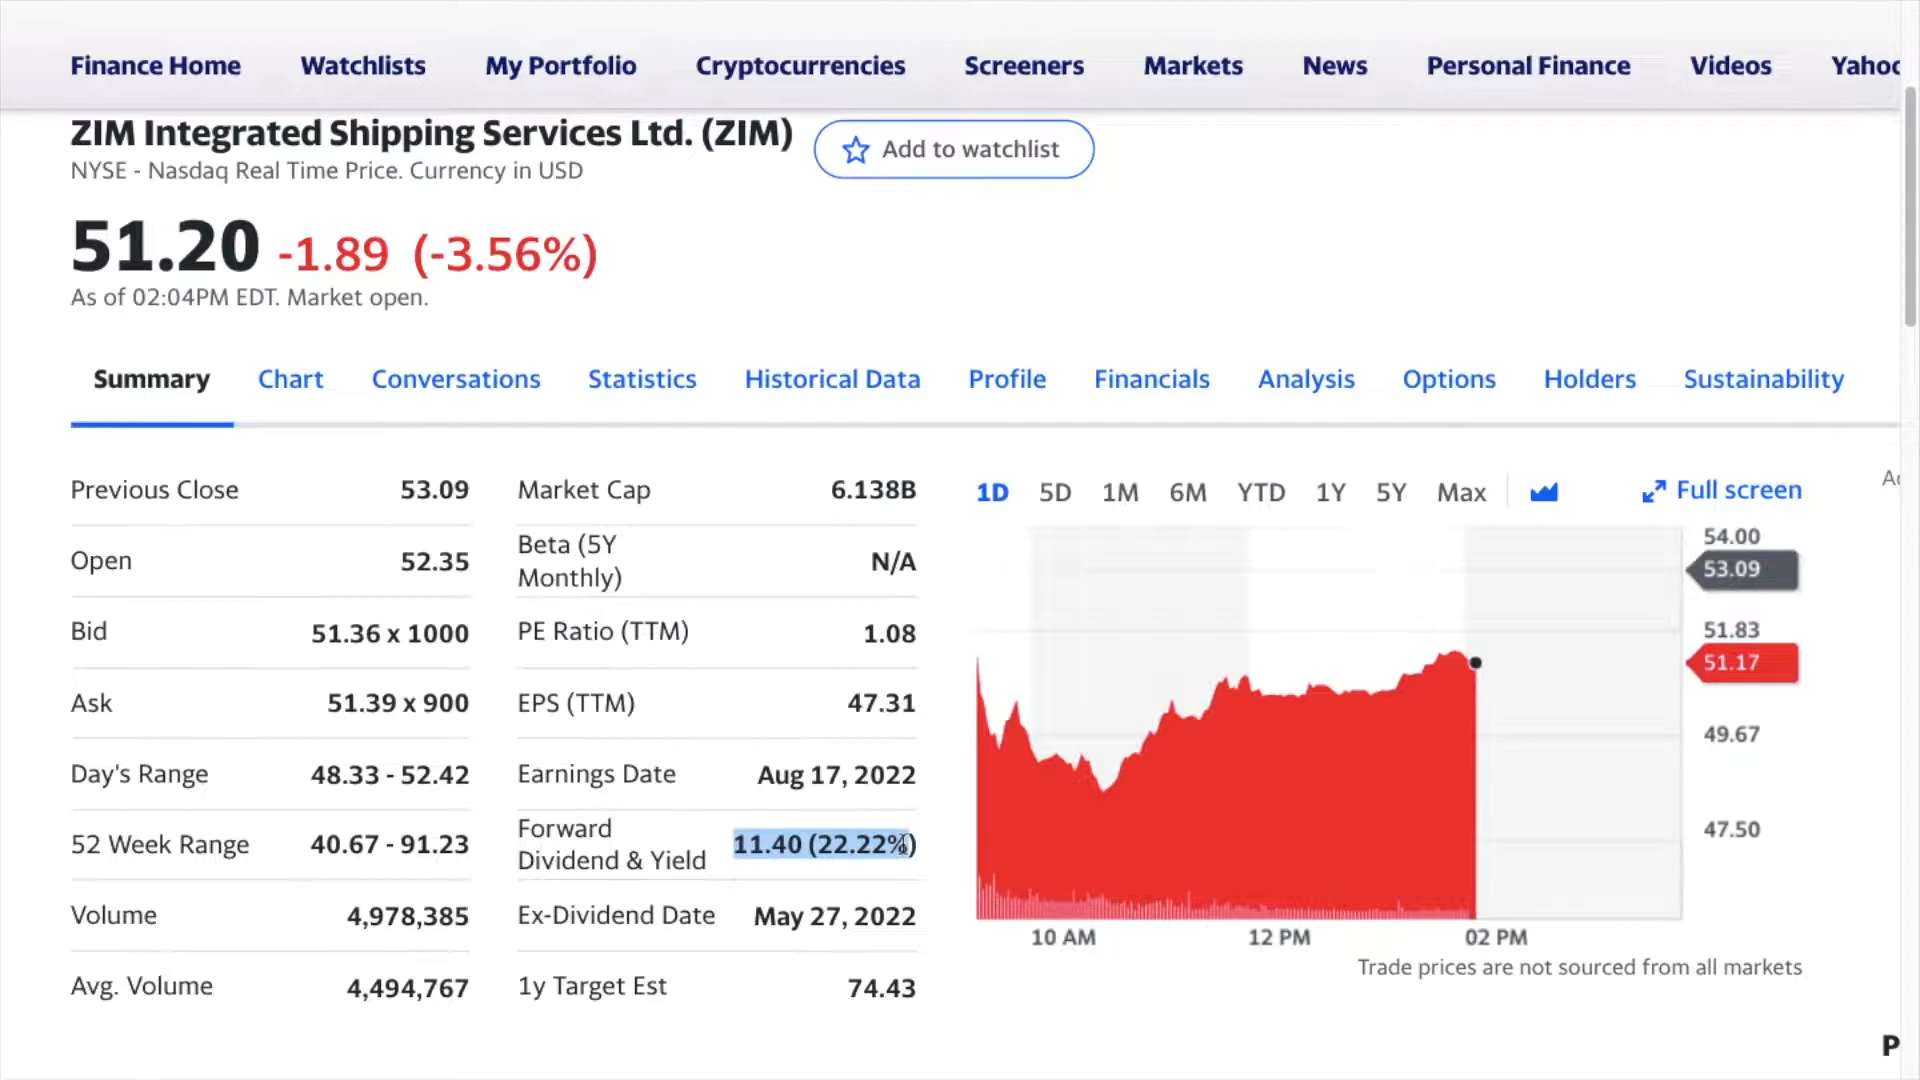 Finance Home Watchlists My Portfolio Cryptocurrencies Screeners Markets News Personal Finance Videos
ZIM Integrated Shipping Services Ltd. (ZIM)
Add to watchlist
NYSE - Nasdaq Real Time Price. Currency in USD
51.20 -1.89 (-3.56%)
As of 02:04PM EDT. Market open.
Summary Chart Conversations Statistics Historical Data Profile Financials Analysis Options Holders Sustainability
Previous Close 53.09
Open 52.35
Bid 51.36 x 1000
Ask 51.39 x 900
Day's Range 48.33 - 52.42
52 Week Range 40.67 - 91.23
Volume 4,978,385
Avg. Volume 4,494,767
Market Cap 6.138B
Beta (5Y
Monthly) N/A
PE Ratio (TTM) 1.08
EPS (TTM) 47.31
Earnings Date Aug 17, 2022
Forward
Dividend & Yield 11.40 (22.22%)
Ex-Dividend Date May 27, 2022
1y Target Est 74.43
1D 5D 1M 6M YTD 1Y 5Y Max Full screen
54.00
53.09
51.83
51.17
49.67
47.50
10 AM 12 PM 02 PM
Trade prices are not sourced from all markets